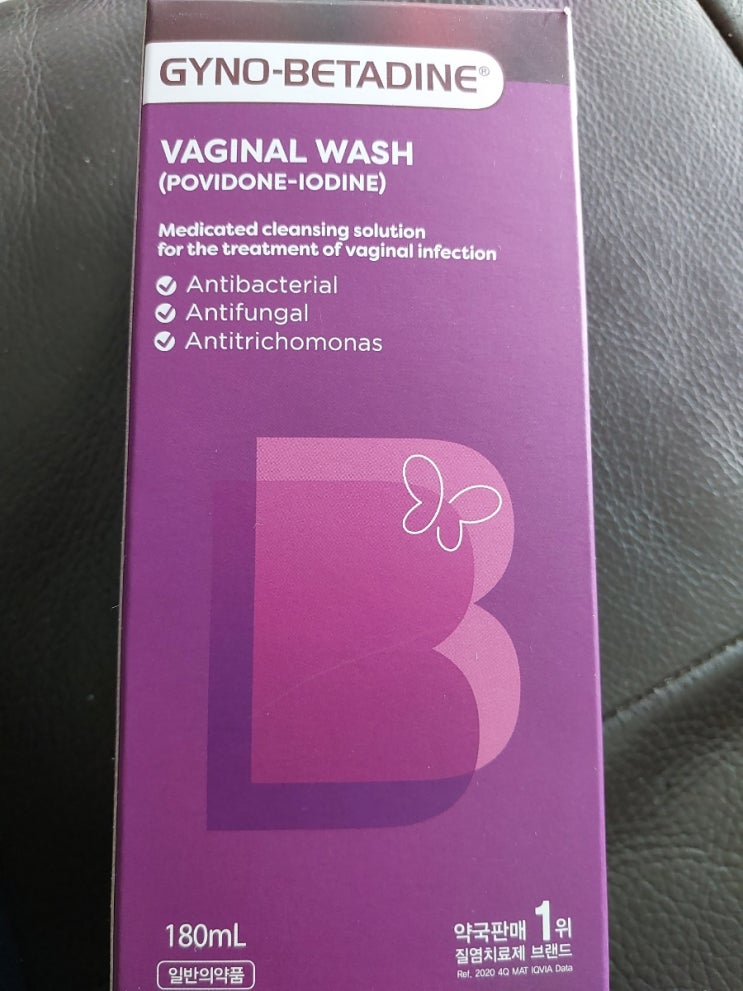 GYNO-BETADINE®
VAGINAL WASH
(POVIDONE-IODINE)
Medicated cleansing solution
for the treatment of vaginal infection
Antibacterial
Antifungal
Antitrichomonas
180mL
일반의약품
약국판매 1위
질염치료제 브랜드
Ref. 2020 4Q MAT IQVIA Data